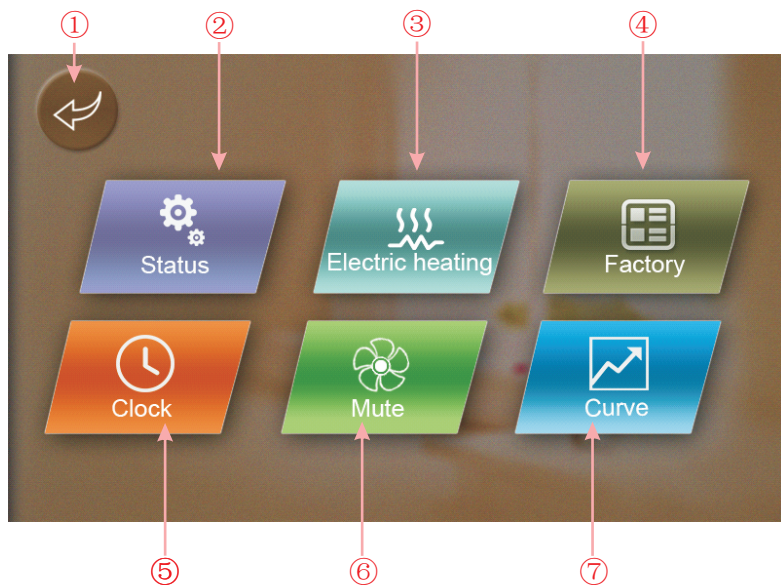 ① ② ③ ④
Status Electric heating Factory
Clock Mute Curve
⑤ ⑥ ⑦